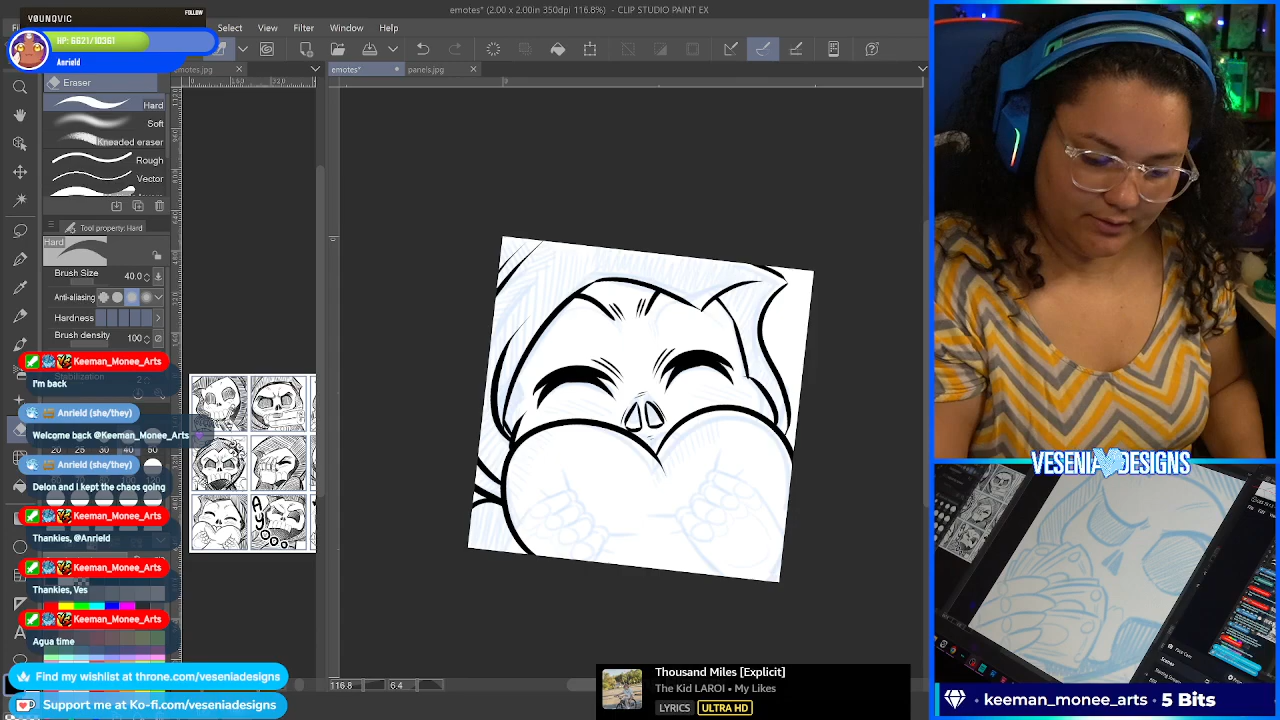 YØUNQVIC
FOLLOW
HP: 6621/10361
Anrield
emotes* (2.00 x 2.00in 350dpi 116.8%) - CLIP STUDIO PAINT EX
Select View Filter Window Help
emotes.jpg
emotes*
panels.jpg
Eraser
Hard
Soft
Kneaded eraser
Rough
Vector
Tool property: Hard
Hard
Brush Size 40.0
Anti-aliasing
Hardness
Brush density 100
Keeman_Monee_Arts
I'm back
Anrield (she/they)
Welcome back @Keeman_Monee_Arts
Anrield (she/they)
Delon and I kept the chaos going
Keeman_Monee_Arts
Thankies, @Anrield
Keeman_Monee_Arts
Thankies, Ves
Keeman_Monee_Arts
Agua time
Find my wishlist at throne.com/veseniadesigns
Support me at Ko-fi.com/veseniadesigns
AYOOO
116.8
6.4
Thousand Miles [Explicit]
The Kid LAROI • My Likes
LYRICS ULTRA HD
VESENIA DESIGNS
keeman_monee_arts 5 Bits